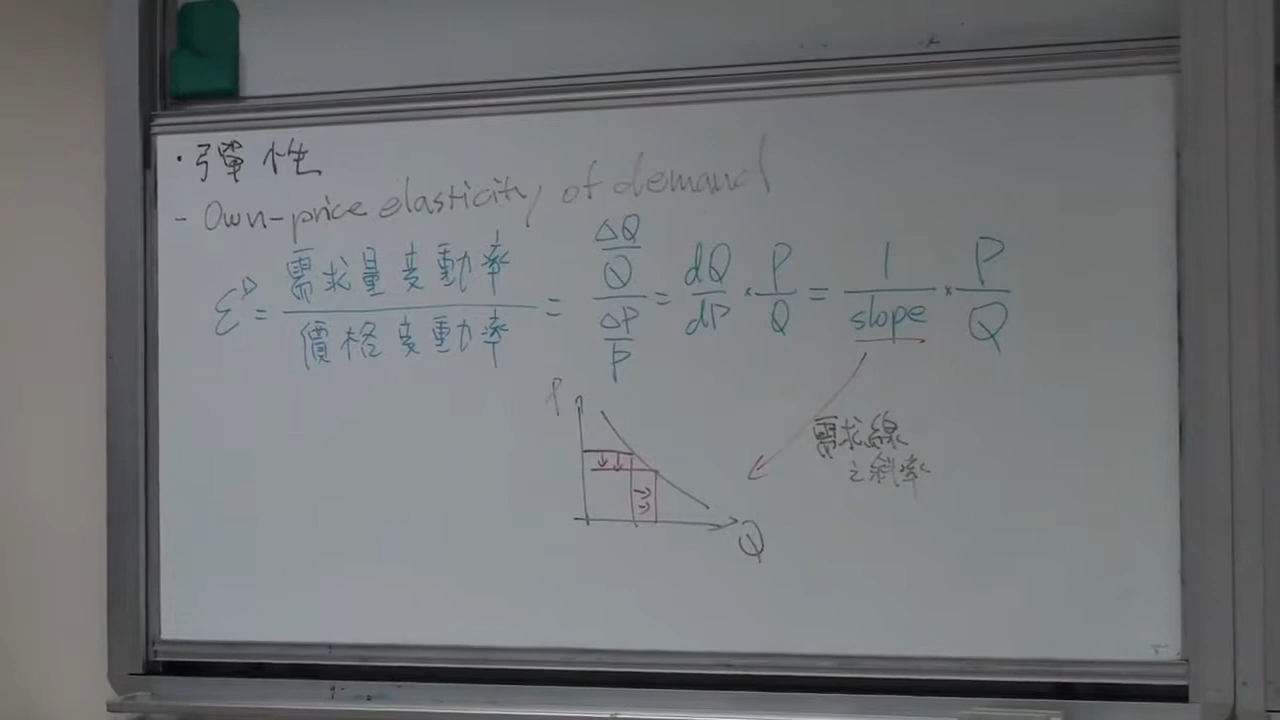 ·彈性
- Own-price elasticity of demand
ε^D = 需求量變動率 / 價格變動率 = (ΔQ/Q) / (ΔP/P) = dQ/dP · P/Q = 1/slope · P/Q
P
需求線
之斜率
Q